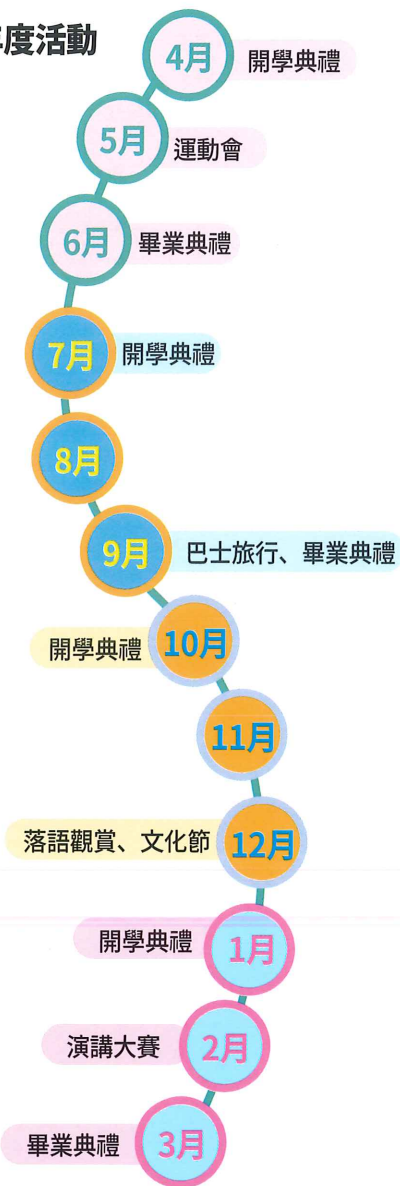 度活動
4月 開學典禮
5月 運動會
6月 畢業典禮
7月 開學典禮
8月
9月 巴士旅行、畢業典禮
開學典禮 10月
11月
落語觀賞、文化節 12月
開學典禮 1月
演講大賽 2月
畢業典禮 3月